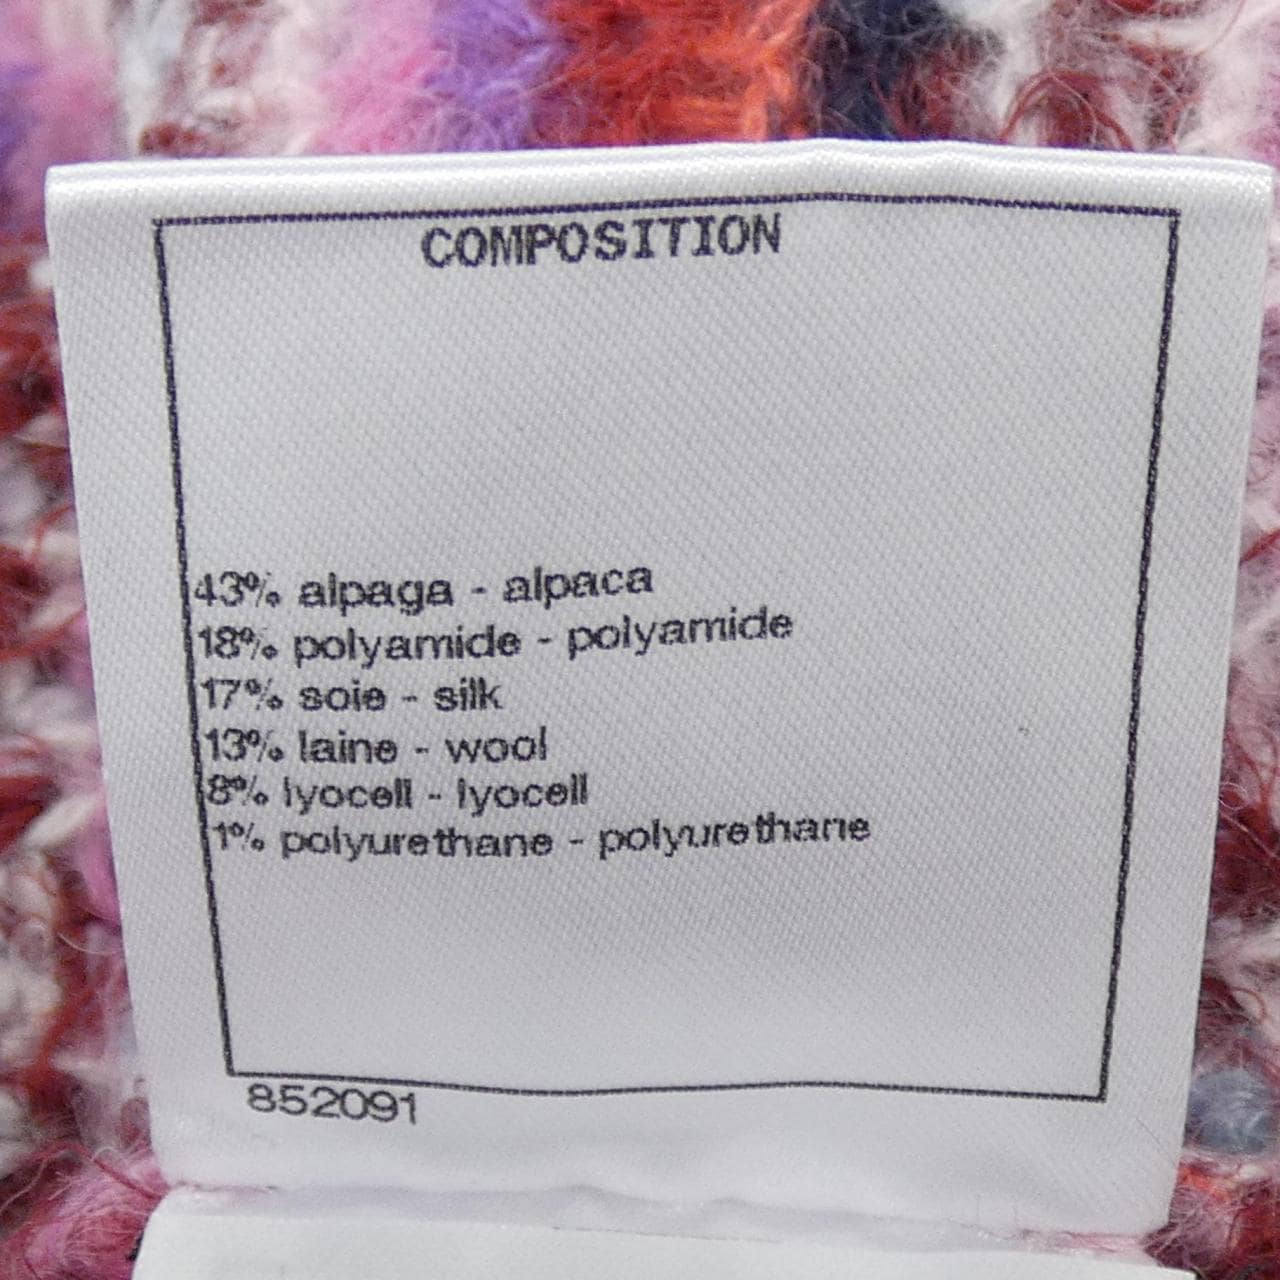 COMPOSITION
43% alpaga - alpaca
18% polyamide - polyamide
17% soie - silk
13% laine - wool
8% lyocell - lyocell
1% polyurethane - polyurethane
852091